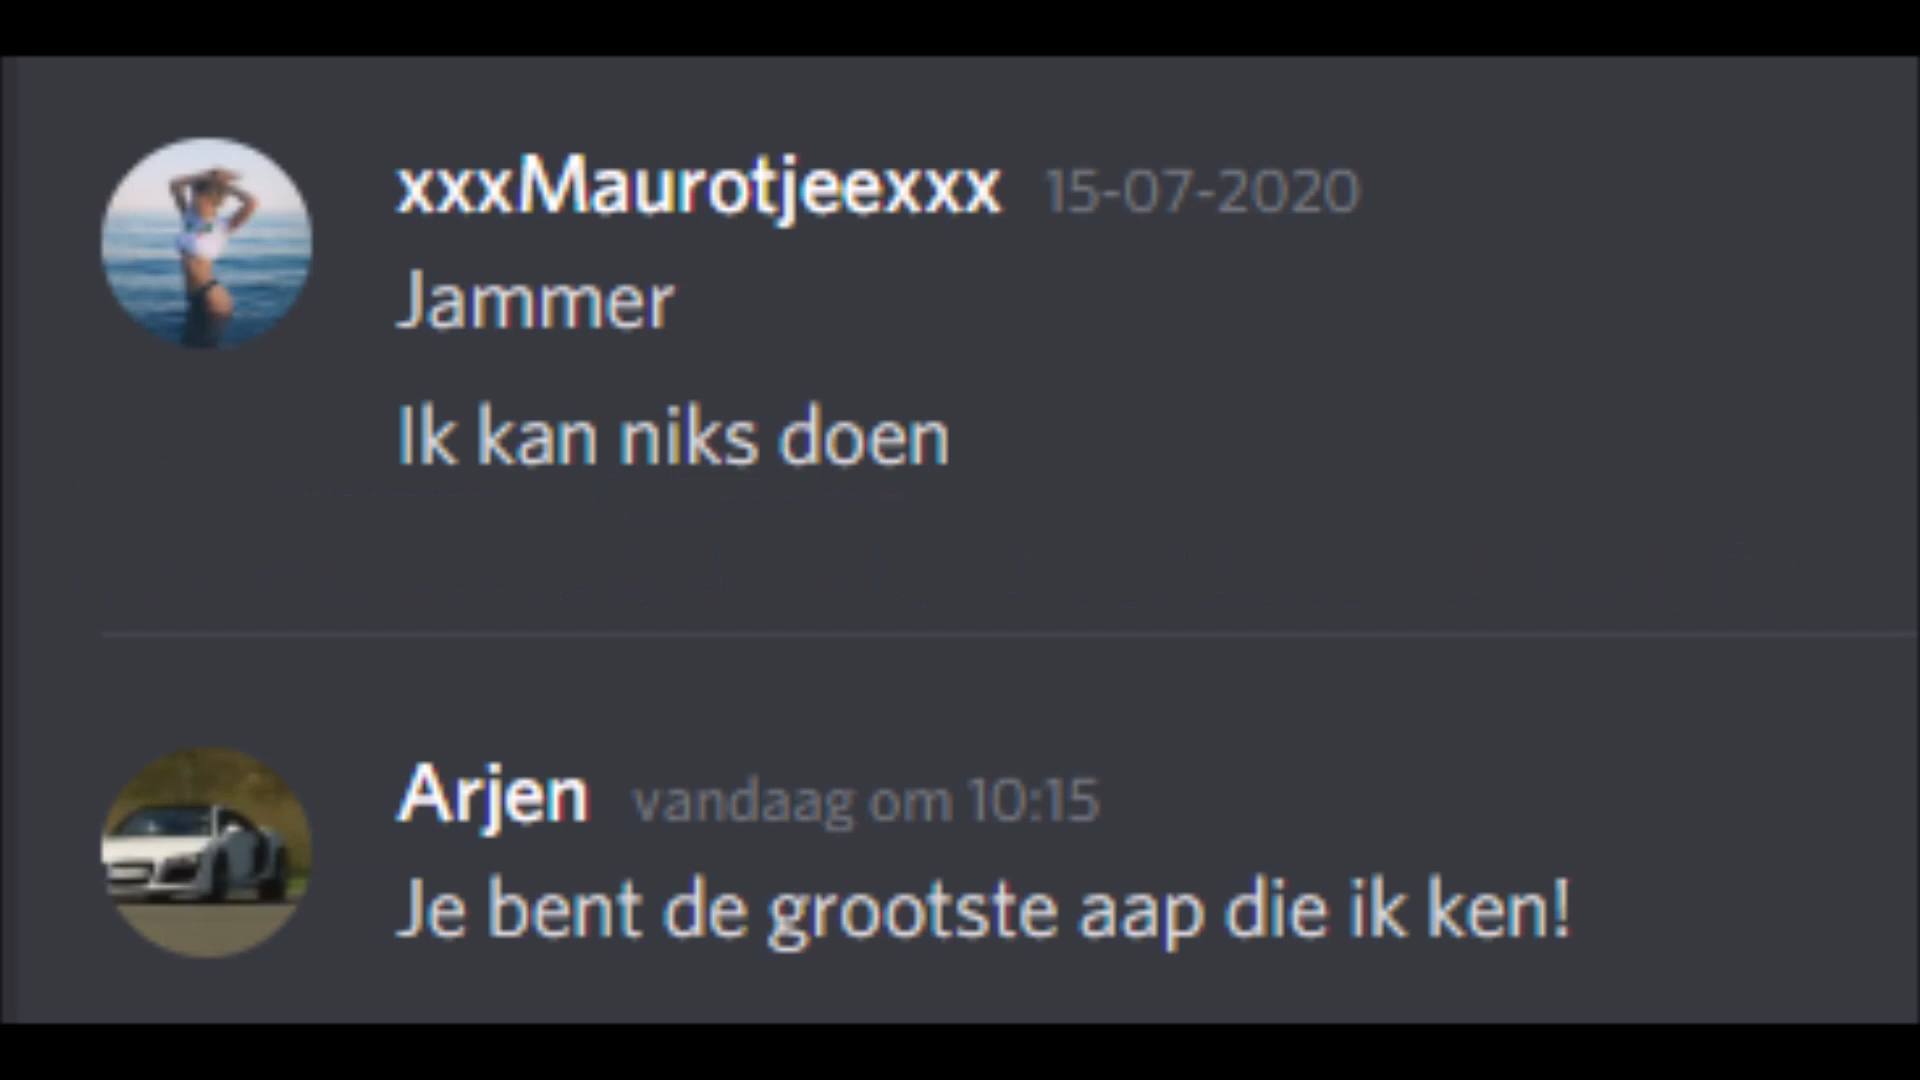 xxxMaurotjeexxx 15-07-2020
Jammer
Ik kan niks doen
Arjen vandaag om 10:15
Je bent de grootste aap die ik ken!